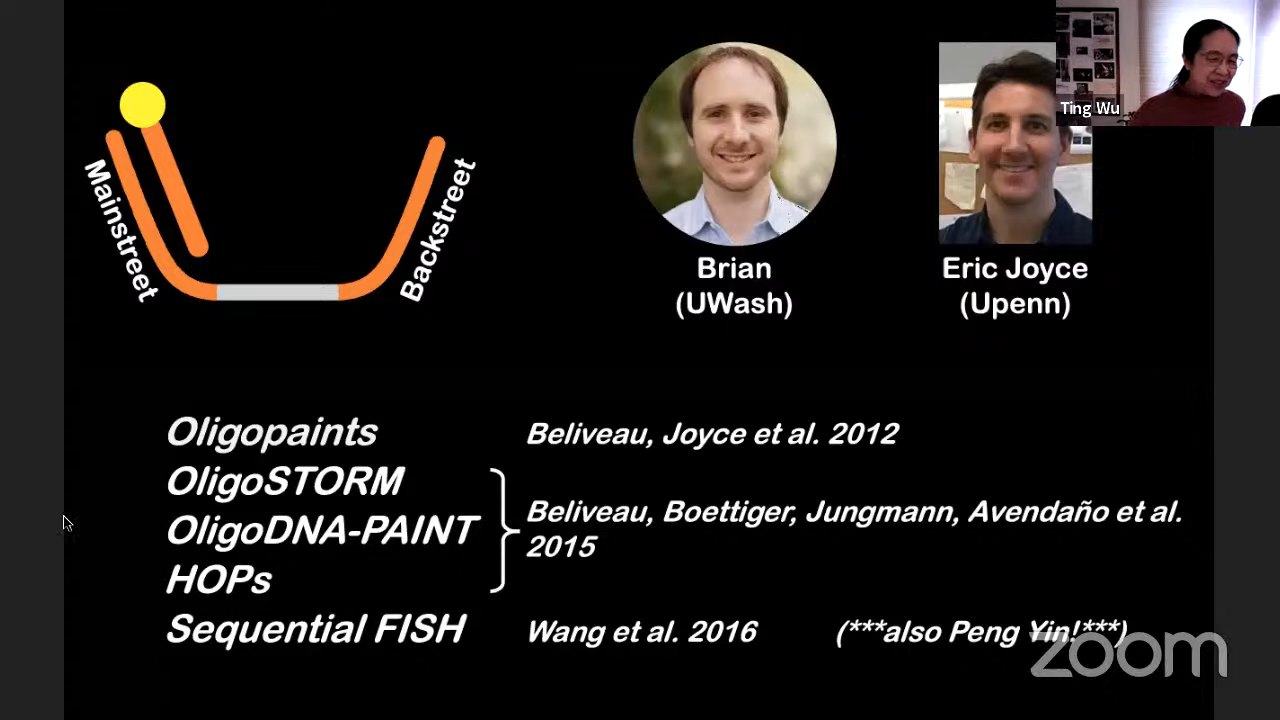 Ting Wu
Mainstreet
Backstreet
Brian
(UWash)
Eric Joyce
(Upenn)
Oligopaints
Beliveau, Joyce et al. 2012
OligoSTORM
OligoDNA-PAINT
HOPs
Beliveau, Boettiger, Jungmann, Avendaño et al.
2015
Sequential FISH
Wang et al. 2016
(***also Peng Yin!***)
zoom